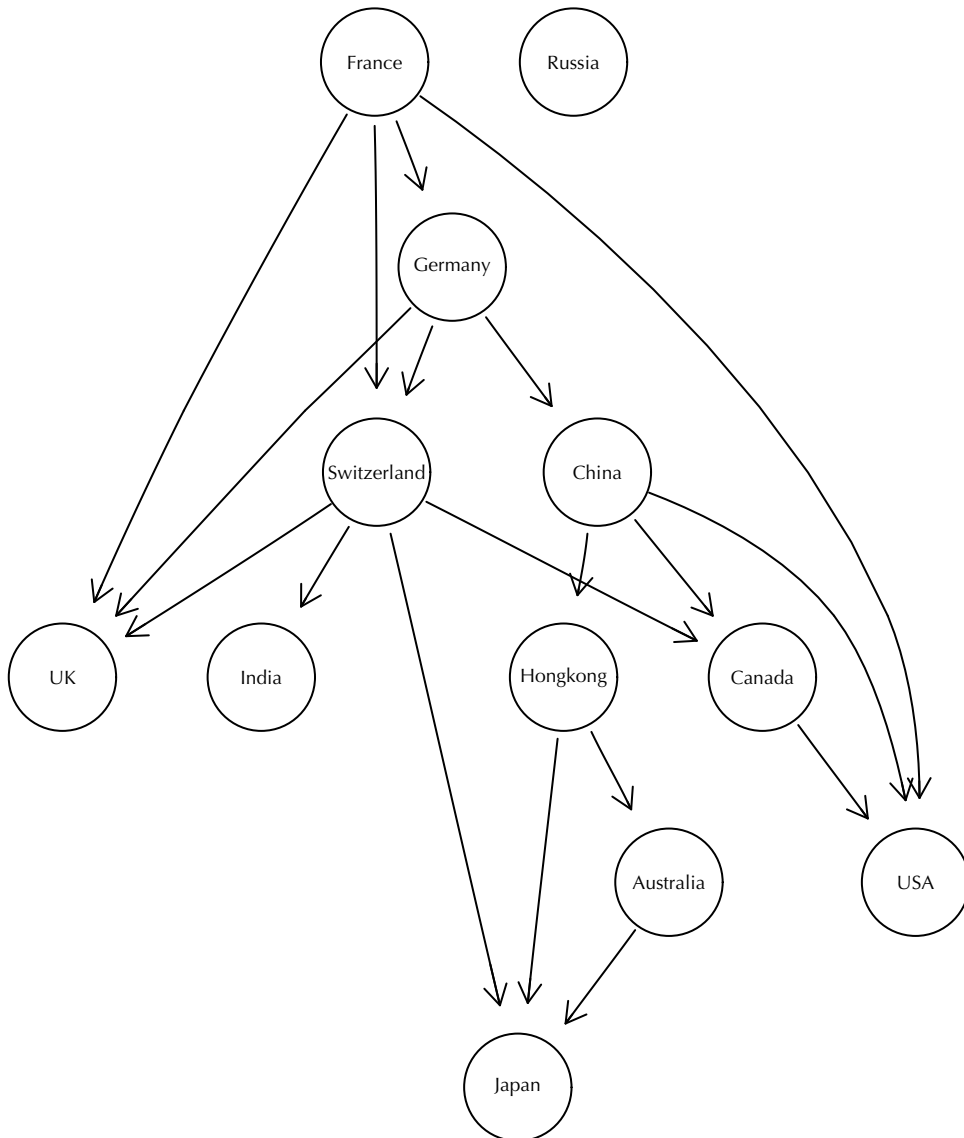 France
Russia
Germany
Switzerland
China
UK
India
Hongkong
Canada
Australia
USA
Japan